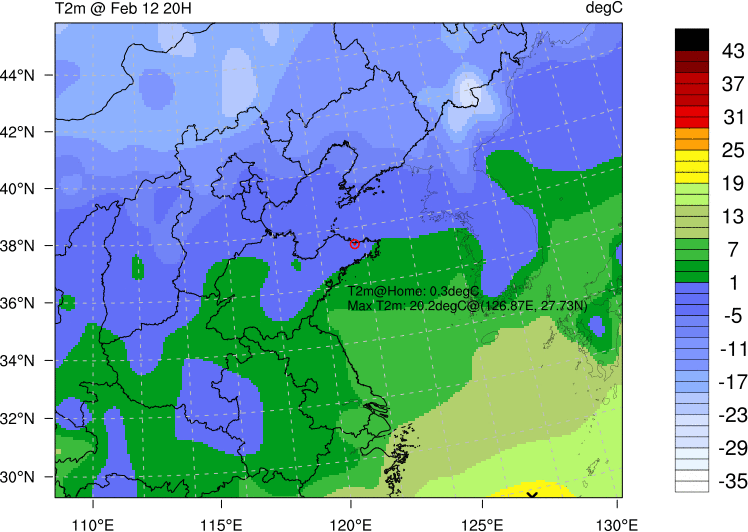 T2m @ Feb 12 20H
degC
44°N
42°N
40°N
38°N
36°N
34°N
32°N
30°N
110°E
115°E
120°E
125°E
130°E
T2m@Home: 0.3degC
Max T2m: 20.2degC@(126.87E, 27.73N)
43
37
31
25
19
13
7
1
-5
-11
-17
-23
-29
-35